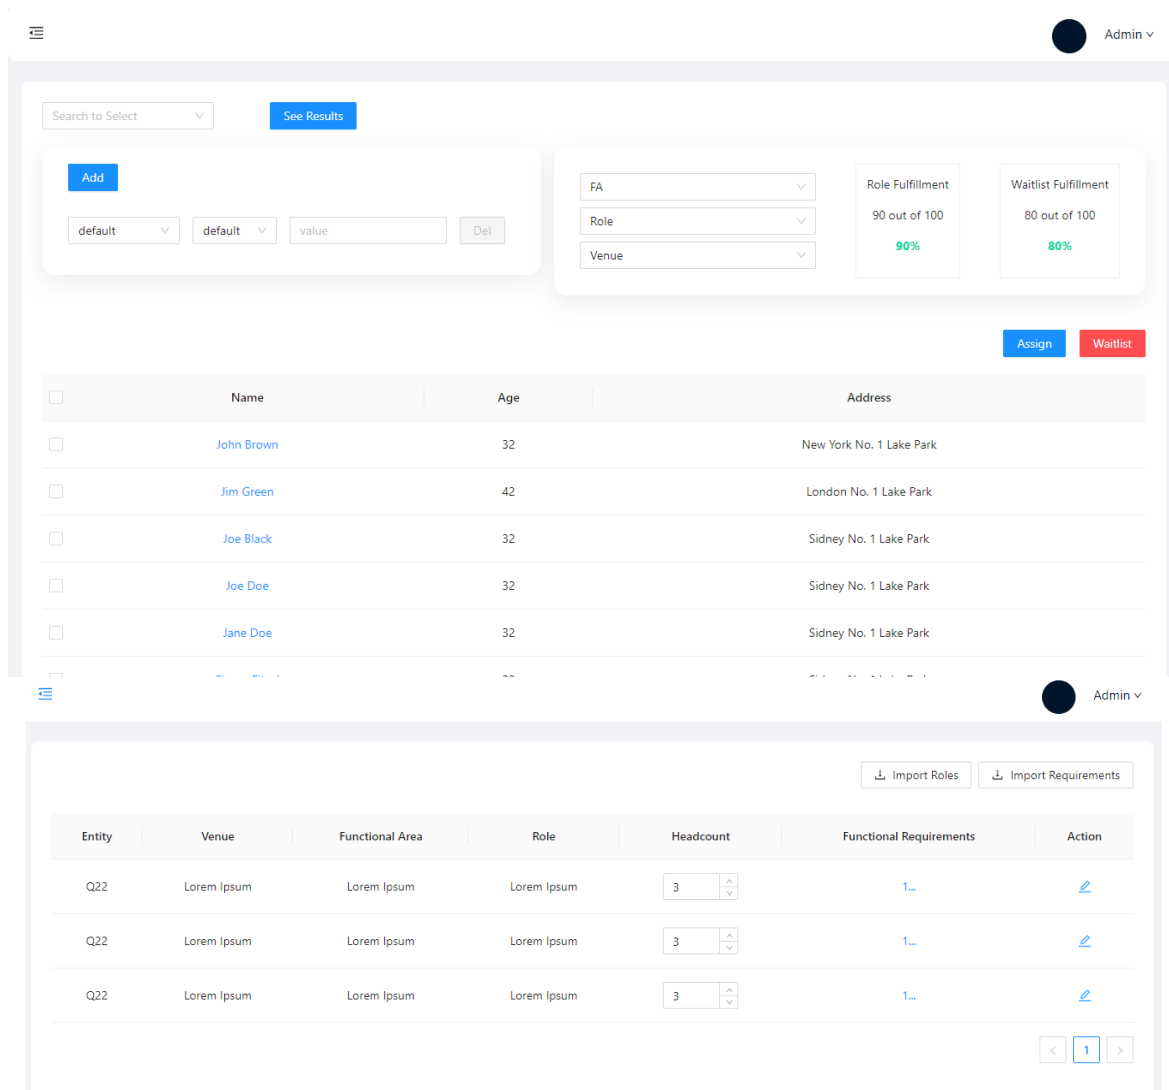 Admin
Search to Select
See Results
Add
default default value Del
FA
Role
Venue
Role Fulfillment
90 out of 100
90%
Waitlist Fulfillment
80 out of 100
80%
Assign Waitlist
Name Age Address
John Brown 32 New York No. 1 Lake Park
Jim Green 42 London No. 1 Lake Park
Joe Black 32 Sidney No. 1 Lake Park
Joe Doe 32 Sidney No. 1 Lake Park
Jane Doe 32 Sidney No. 1 Lake Park
Admin
Import Roles Import Requirements
Entity Venue Functional Area Role Headcount Functional Requirements Action
Q22 Lorem Ipsum Lorem Ipsum Lorem Ipsum 3 1...
Q22 Lorem Ipsum Lorem Ipsum Lorem Ipsum 3 1...
Q22 Lorem Ipsum Lorem Ipsum Lorem Ipsum 3 1...
< 1 >